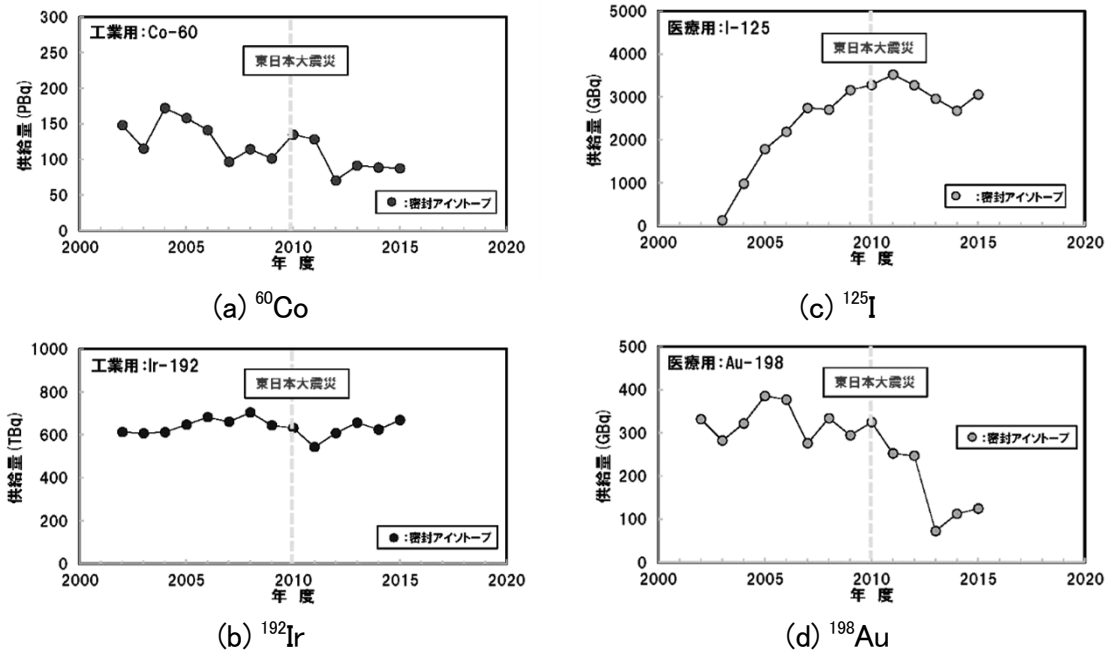 工業用:Co-60
東日本大震災
供給量(PBq)
300
250
200
150
100
50
0
●:密封アイソトープ
2000 2005 2010 2015 2020
年 度
(a) ⁶⁰Co
医療用:I-125
東日本大震災
供給量(GBq)
5000
4000
3000
2000
1000
0
●:密封アイソトープ
2000 2005 2010 2015 2020
年 度
(c) ¹²⁵I
工業用:Ir-192
東日本大震災
供給量(TBq)
1000
800
600
400
200
0
●:密封アイソトープ
2000 2005 2010 2015 2020
年 度
(b) ¹⁹²Ir
医療用:Au-198
東日本大震災
供給量(GBq)
500
400
300
200
100
0
●:密封アイソトープ
2000 2005 2010 2015 2020
年 度
(d) ¹⁹⁸Au